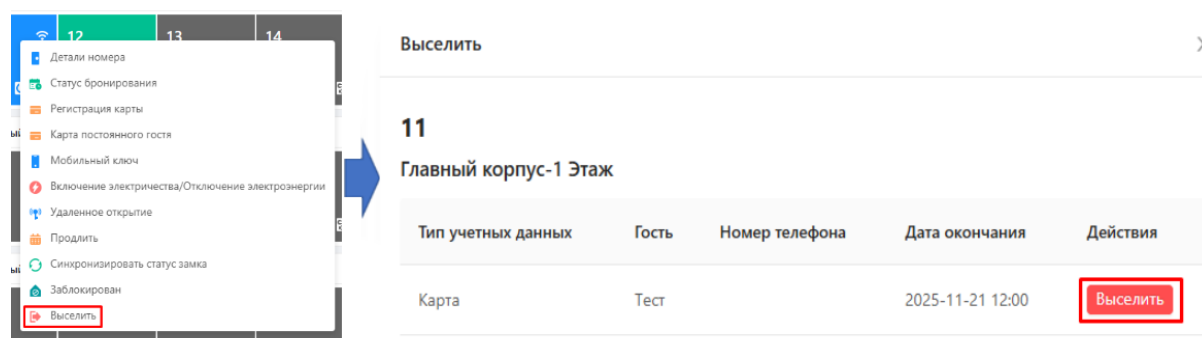 12
13
14
Детали номера
Статус бронирования
Регистрация карты
Карта постоянного гостя
Мобильный ключ
Включение электричества/Отключение электроэнергии
Удаленное открытие
Продлить
Синхронизировать статус замка
Заблокирован
Выселить
Выселить
11
Главный корпус-1 Этаж
Тип учетных данных Гость Номер телефона Дата окончания Действия
Карта Тест 2025-11-21 12:00 Выселить